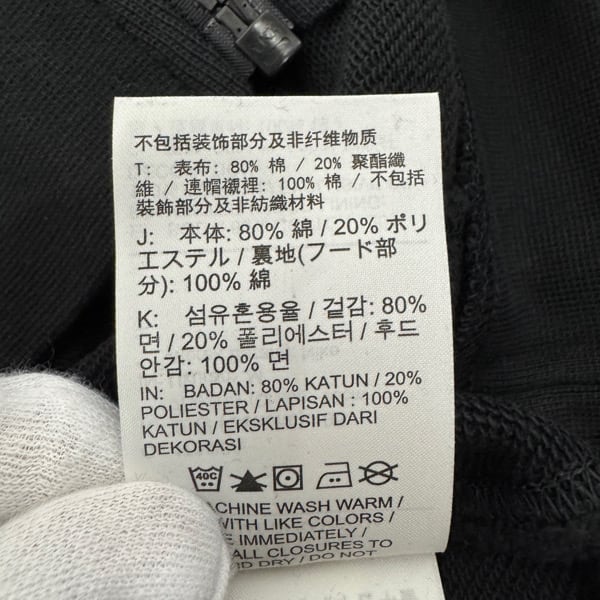 不包括装饰部分及非纤维物质
T: 表布: 80% 棉 / 20% 聚酯纖
維 / 連帽襯裡: 100% 棉 / 不包括
裝飾部分及非紡織材料
J: 本体: 80% 綿 / 20% ポリ
エステル / 裏地(フード部
分): 100% 綿
K: 섬유혼용율 / 겉감: 80%
면 / 20% 폴리에스터 / 후드
안감: 100% 면
IN: BADAN: 80% KATUN / 20%
POLIESTER / LAPISAN : 100%
KATUN / EKSKLUSIF DARI
DEKORASI
40C
MACHINE WASH WARM /
WITH LIKE COLORS /
IMMEDIATELY /
ALL CLOSURES TO
DRY / DO NOT